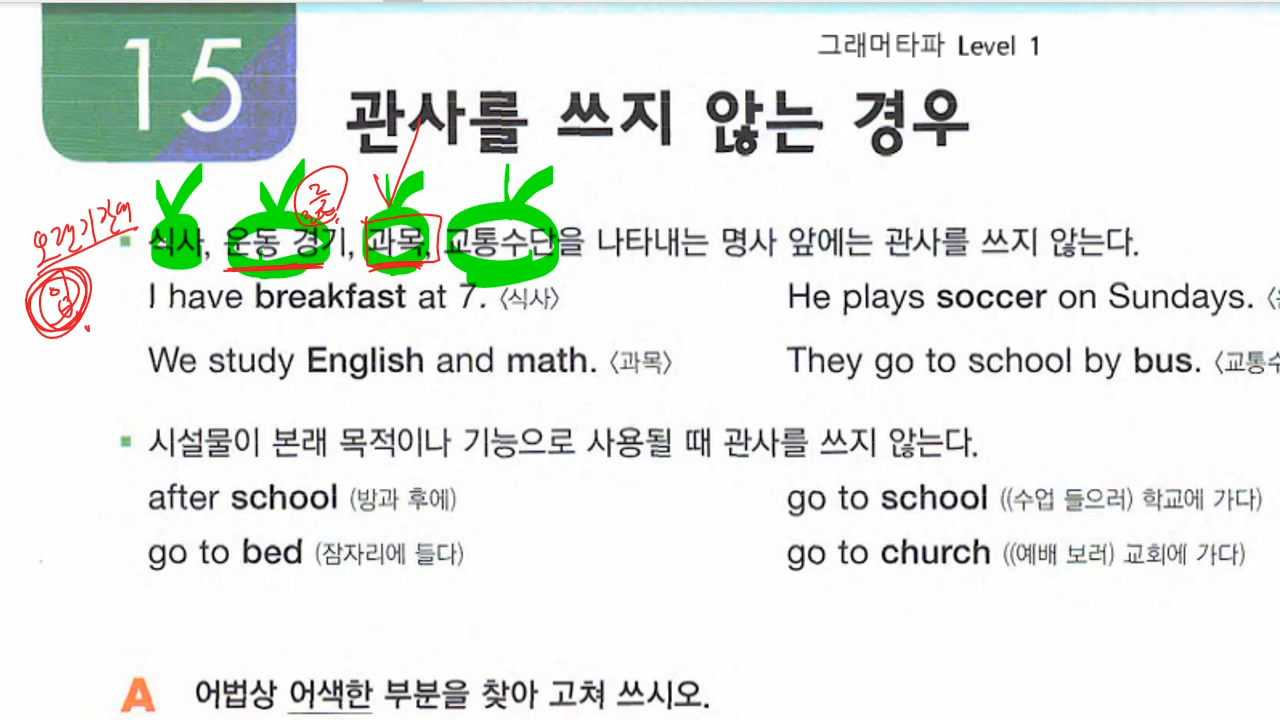 15
그래머타파 Level 1
관사를 쓰지 않는 경우
식사, 운동 경기, 과목, 교통수단을 나타내는 명사 앞에는 관사를 쓰지 않는다.
I have breakfast at 7. 〈식사〉
He plays soccer on Sundays.
We study English and math. 〈과목〉
They go to school by bus. 〈교통수
시설물이 본래 목적이나 기능으로 사용될 때 관사를 쓰지 않는다.
after school (방과 후에)
go to school ((수업 들으러) 학교에 가다)
go to bed (잠자리에 들다)
go to church ((예배 보러) 교회에 가다)
A 어법상 어색한 부분을 찾아 고쳐 쓰시오.